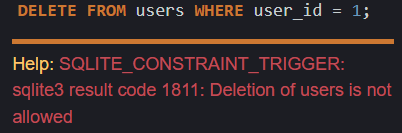 DELETE FROM users WHERE user_id = 1;
Help: SQLITE_CONSTRAINT_TRIGGER:
sqlite3 result code 1811: Deletion of users is not
allowed